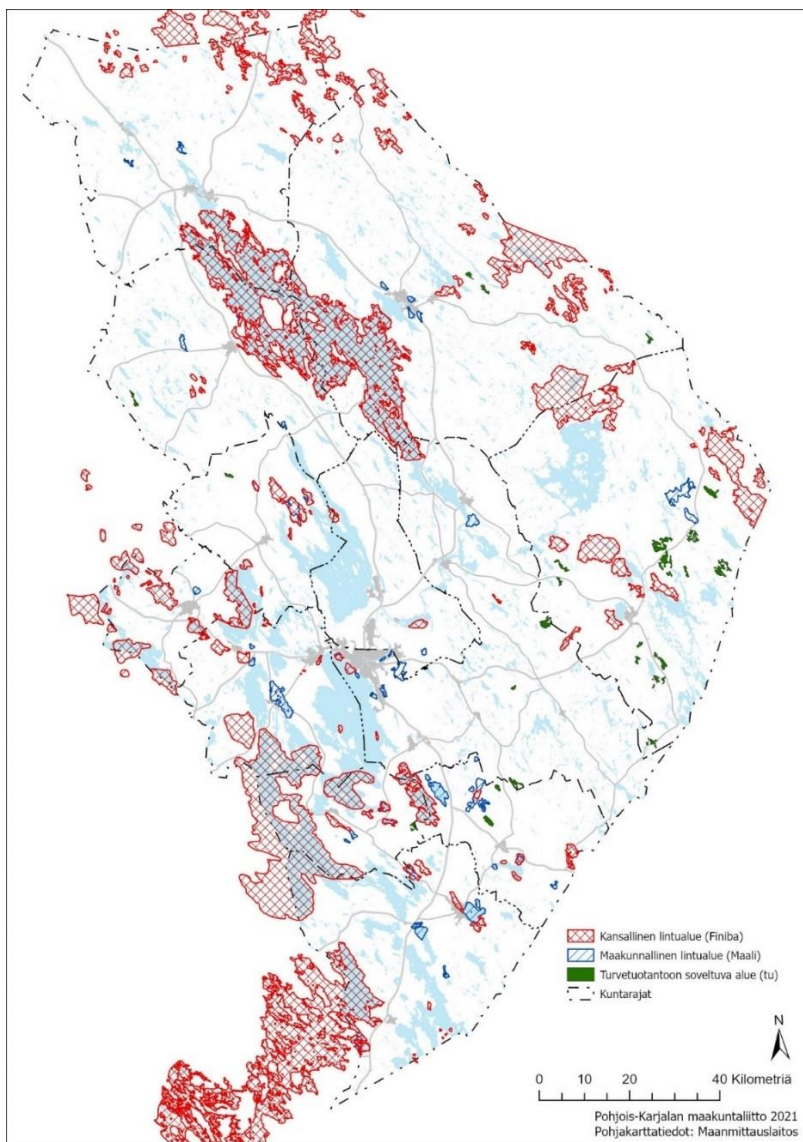 Kansallinen lintualue (Finiba)
Maakunnallinen lintualue (Maali)
Turvetuotantoon soveltuva alue (tu)
Kuntarajat
N
0 10 20 40 Kilometriä
Pohjois-Karjalan maakuntaliitto 2021
Pohjakarttatiedot: Maanmittauslaitos